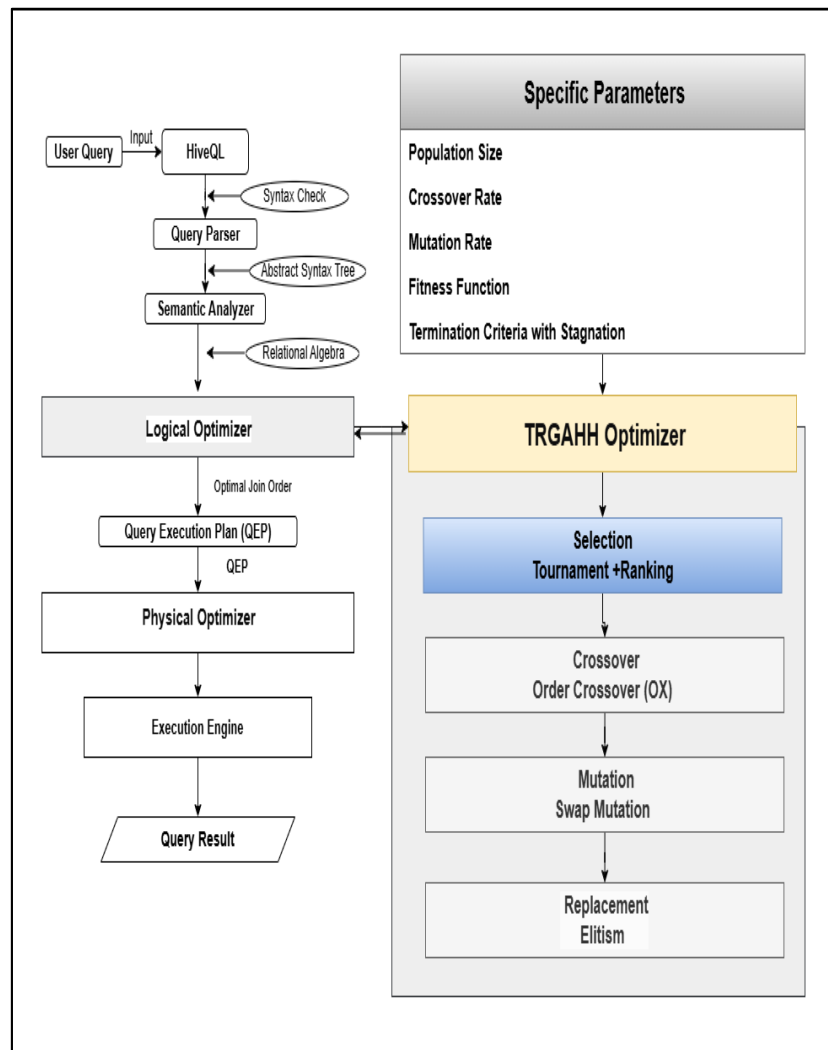 User Query
Input
HiveQL
Syntax Check
Query Parser
Abstract Syntax Tree
Semantic Analyzer
Relational Algebra
Logical Optimizer
Optimal Join Order
Query Execution Plan (QEP)
QEP
Physical Optimizer
Execution Engine
Query Result
Specific Parameters
Population Size
Crossover Rate
Mutation Rate
Fitness Function
Termination Criteria with Stagnation
TRGAHH Optimizer
Selection
Tournament +Ranking
Crossover
Order Crossover (OX)
Mutation
Swap Mutation
Replacement
Elitism